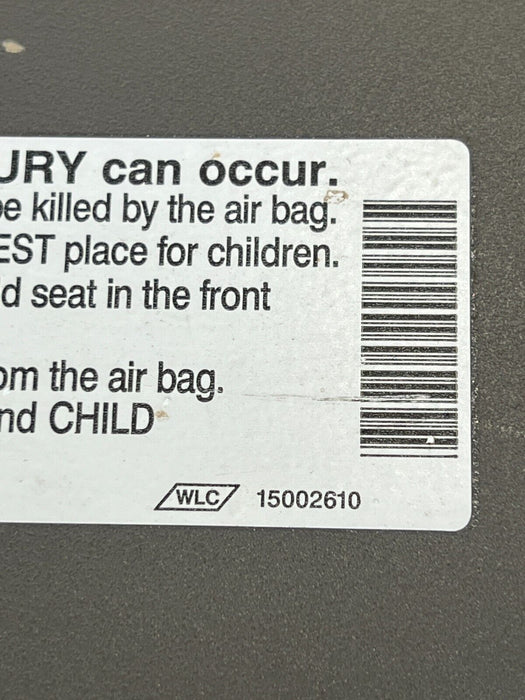 URY can occur.
be killed by the air bag.
EST place for children.
d seat in the front
om the air bag.
nd CHILD
WLC 15002610